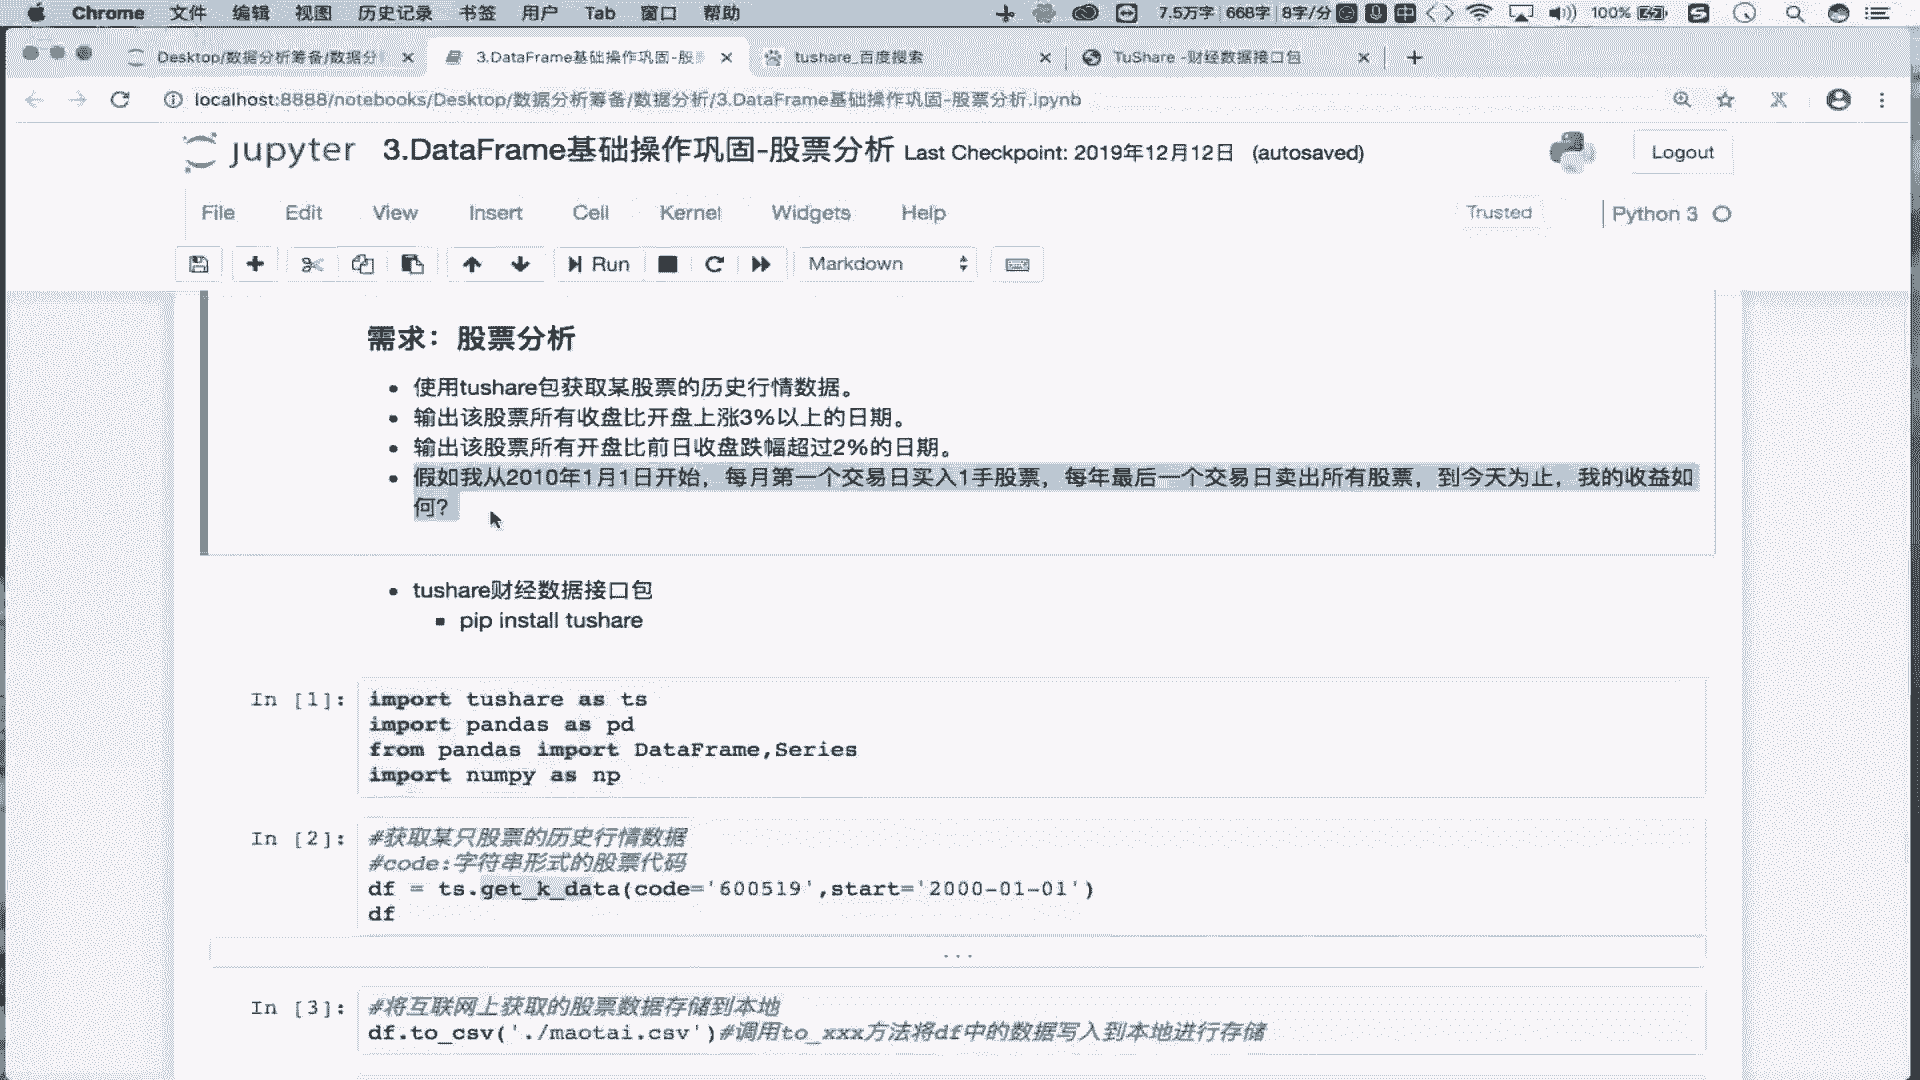 Chrome 文件 编辑 视图 历史记录 书签 用户 Tab 窗口 帮助 7.5万字 668字 8字/分 中 100%
Desktop/数据分析筹备/数据分 3.DataFrame基础操作巩固-股 tushare_百度搜索 TuShare -财经数据接口包
localhost:8888/notebooks/Desktop/数据分析筹备/数据分析/3.DataFrame基础操作巩固-股票分析.ipynb
jupyter 3.DataFrame基础操作巩固-股票分析 Last Checkpoint: 2019年12月12日 (autosaved) Logout
File Edit View Insert Cell Kernel Widgets Help Trusted Python 3
Run Markdown
需求：股票分析
使用tushare包获取某股票的历史行情数据。
输出该股票所有收盘比开盘上涨3%以上的日期。
输出该股票所有开盘比前日收盘跌幅超过2%的日期。
假如我从2010年1月1日开始，每月第一个交易日买入1手股票，每年最后一个交易日卖出所有股票，到今天为止，我的收益如
何?
tushare财经数据接口包
pip install tushare
In [1]: import tushare as ts
import pandas as pd
from pandas import DataFrame,Series
import numpy as np
In [2]: #获取某只股票的历史行情数据
#code:字符串形式的股票代码
df = ts.get_k_data(code='600519',start='2000-01-01')
df
...
In [3]: #将互联网上获取的股票数据存储到本地
df.to_csv('./maotai.csv')#调用to_xxx方法将df中的数据写入到本地进行存储